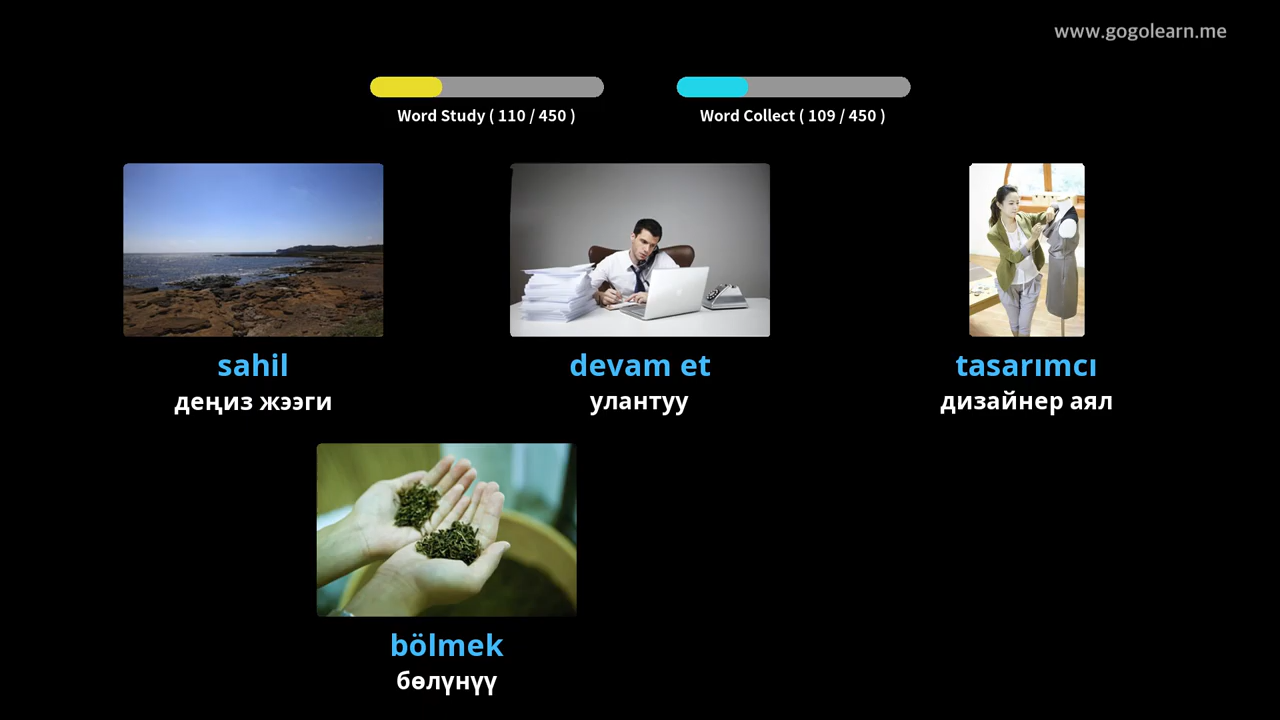 www.gogolearn.me
Word Study ( 110 / 450 )
Word Collect ( 109 / 450 )
sahil
деңиз жээги
devam et
улантуу
tasarımcı
дизайнер аял
bölmek
бөлүнүү